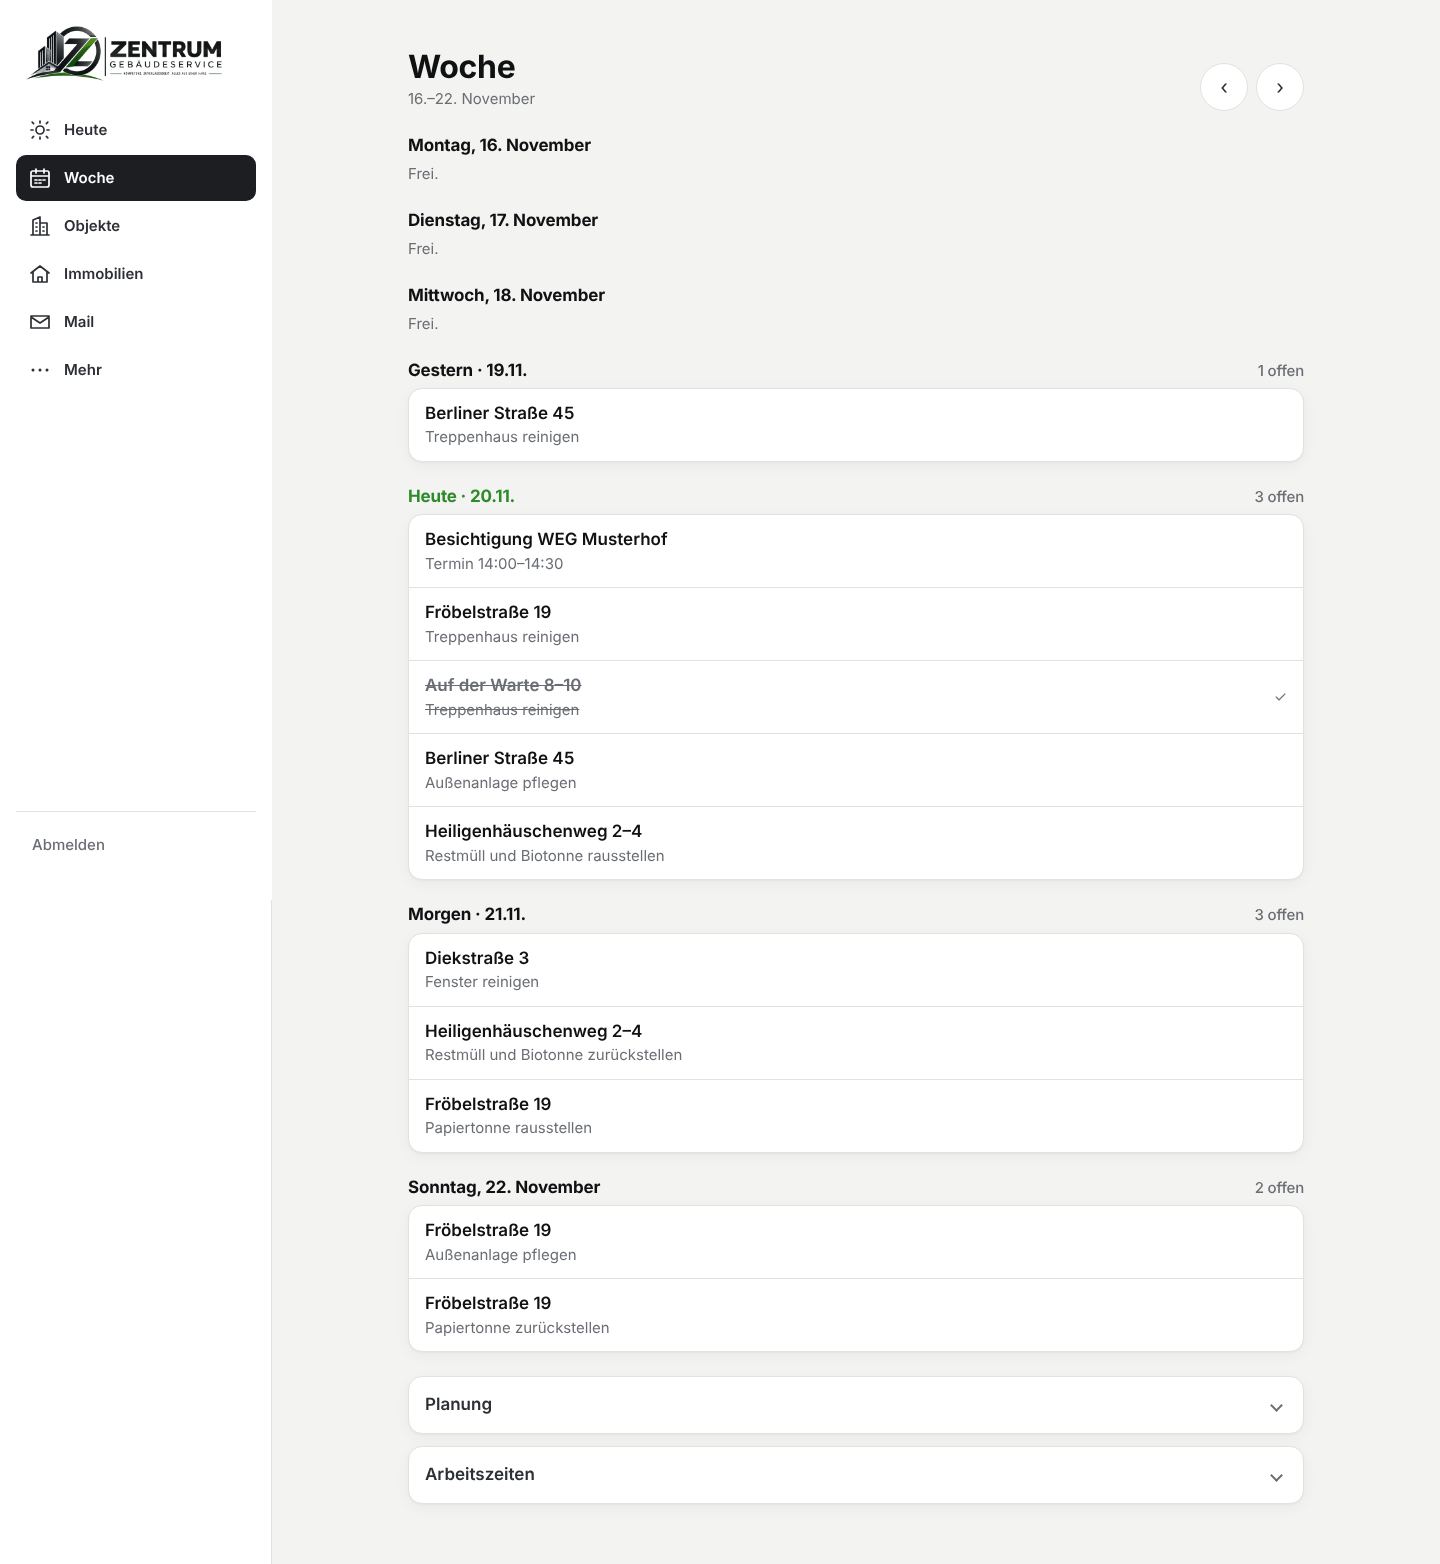 ZENTRUM
GEBÄUDESERVICE
Heute
Woche
Objekte
Immobilien
Mail
Mehr
Abmelden
Woche
16.–22. November
‹ ›
Montag, 16. November
Frei.
Dienstag, 17. November
Frei.
Mittwoch, 18. November
Frei.
Gestern · 19.11. 1 offen
Berliner Straße 45
Treppenhaus reinigen
Heute · 20.11. 3 offen
Besichtigung WEG Musterhof
Termin 14:00–14:30
Fröbelstraße 19
Treppenhaus reinigen
Auf der Warte 8–10
Treppenhaus reinigen
Berliner Straße 45
Außenanlage pflegen
Heiligenhäuschenweg 2–4
Restmüll und Biotonne rausstellen
Morgen · 21.11. 3 offen
Diekstraße 3
Fenster reinigen
Heiligenhäuschenweg 2–4
Restmüll und Biotonne zurückstellen
Fröbelstraße 19
Papiertonne rausstellen
Sonntag, 22. November 2 offen
Fröbelstraße 19
Außenanlage pflegen
Fröbelstraße 19
Papiertonne zurückstellen
Planung
Arbeitszeiten